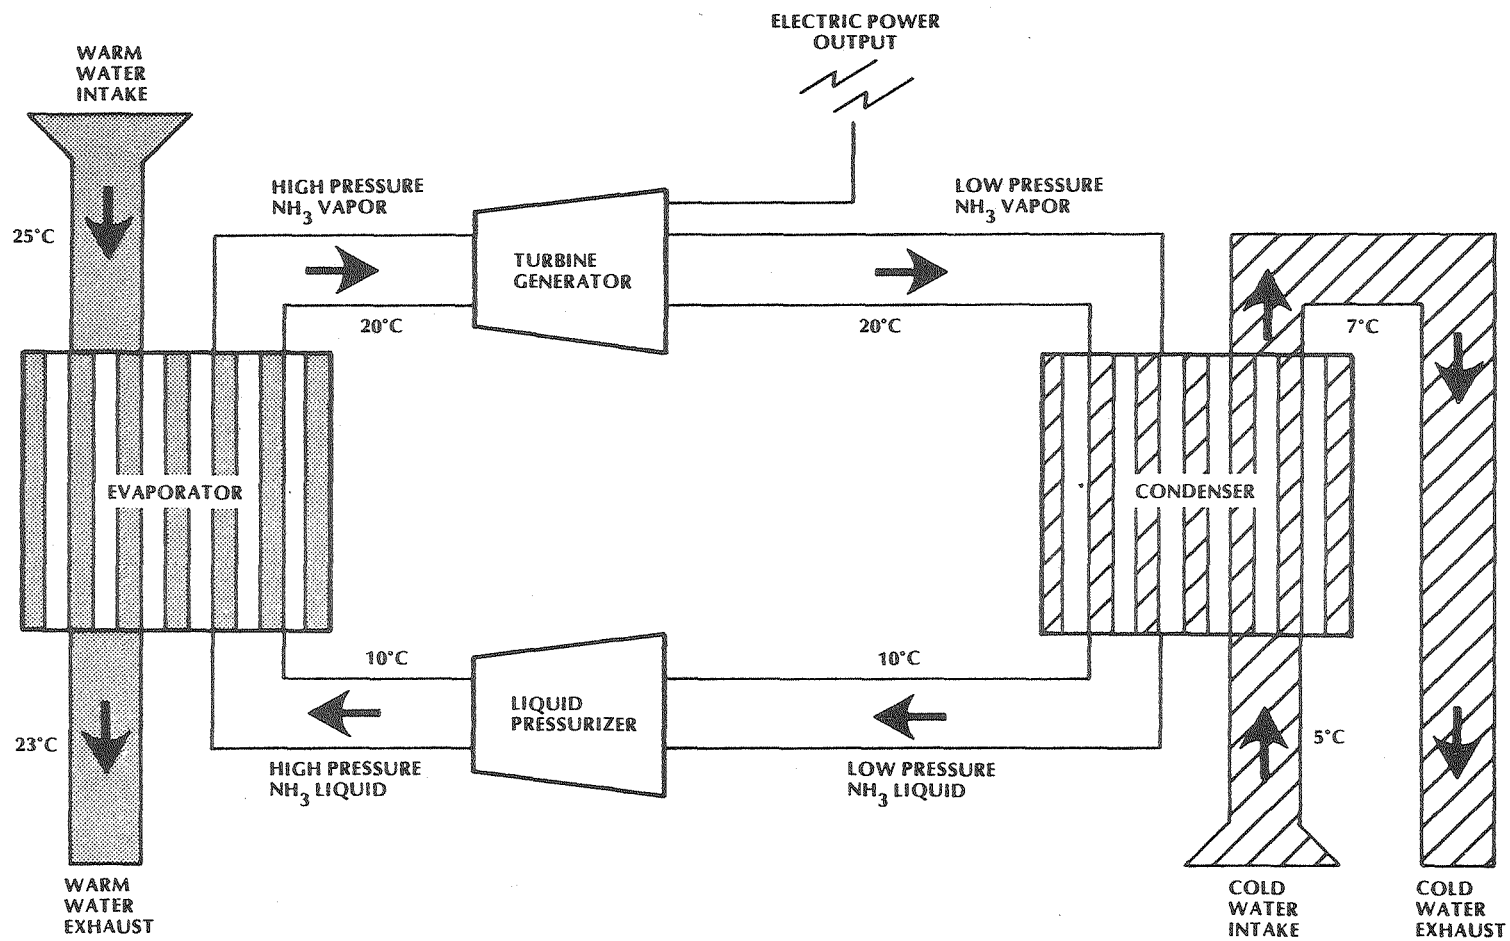 ELECTRIC POWER
OUTPUT
WARM
WATER
INTAKE
HIGH PRESSURE
NH3 VAPOR
LOW PRESSURE
NH3 VAPOR
25°C
TURBINE
GENERATOR
20°C
20°C
7°C
EVAPORATOR
CONDENSER
10°C
10°C
LIQUID
PRESSURIZER
23°C
5°C
HIGH PRESSURE
NH3 LIQUID
LOW PRESSURE
NH3 LIQUID
WARM
WATER
EXHAUST
COLD
WATER
INTAKE
COLD
WATER
EXHAUST